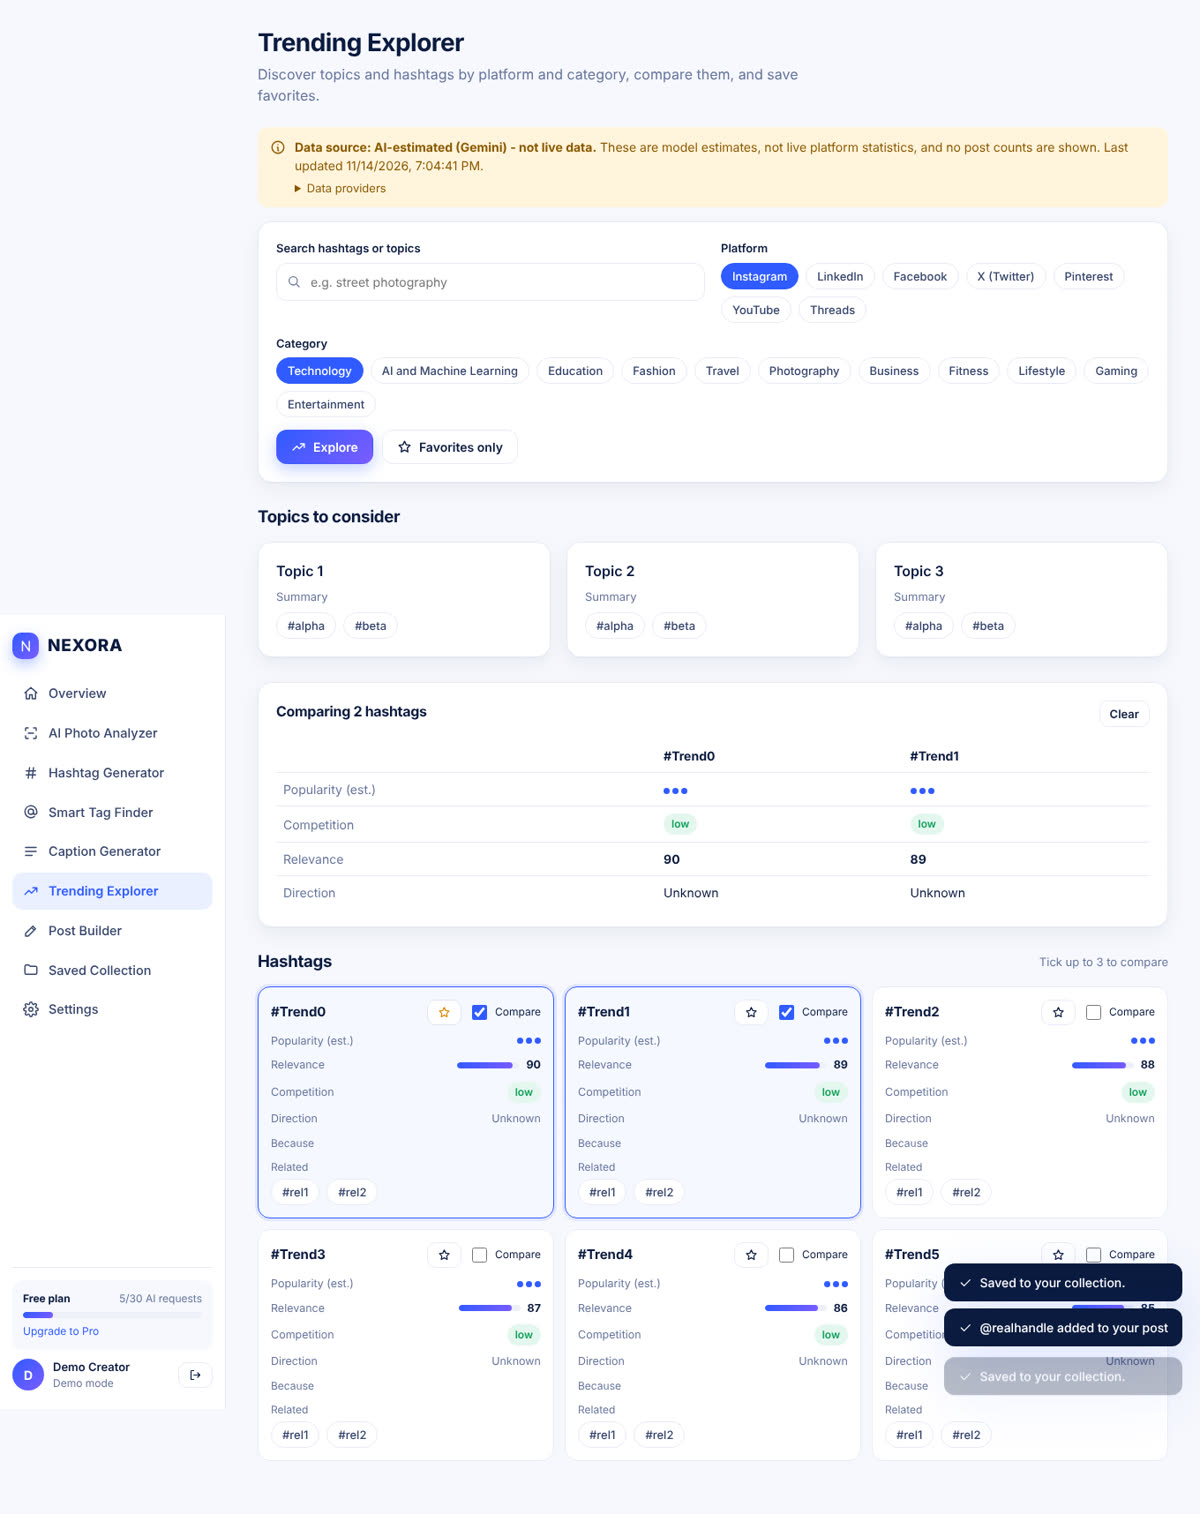 Trending Explorer
Discover topics and hashtags by platform and category, compare them, and save
favorites.
Data source: AI-estimated (Gemini) - not live data. These are model estimates, not live platform statistics, and no post counts are shown. Last
updated 11/14/2026, 7:04:41 PM.
Data providers
Search hashtags or topics
e.g. street photography
Platform
Instagram LinkedIn Facebook X (Twitter) Pinterest
YouTube Threads
Category
Technology AI and Machine Learning Education Fashion Travel Photography Business Fitness Lifestyle Gaming
Entertainment
Explore Favorites only
Topics to consider
Topic 1
Summary
#alpha #beta
Topic 2
Summary
#alpha #beta
Topic 3
Summary
#alpha #beta
N NEXORA
Overview
AI Photo Analyzer
Hashtag Generator
Smart Tag Finder
Caption Generator
Trending Explorer
Post Builder
Saved Collection
Settings
Free plan 5/30 AI requests
Upgrade to Pro
D Demo Creator
Demo mode
Comparing 2 hashtags Clear
#Trend0 #Trend1
Popularity (est.)
Competition low low
Relevance 90 89
Direction Unknown Unknown
Hashtags Tick up to 3 to compare
#Trend0 Compare
Popularity (est.)
Relevance 90
Competition low
Direction Unknown
Because
Related
#rel1 #rel2
#Trend1 Compare
Popularity (est.)
Relevance 89
Competition low
Direction Unknown
Because
Related
#rel1 #rel2
#Trend2 Compare
Popularity (est.)
Relevance 88
Competition low
Direction Unknown
Because
Related
#rel1 #rel2
#Trend3 Compare
Popularity (est.)
Relevance 87
Competition low
Direction Unknown
Because
Related
#rel1 #rel2
#Trend4 Compare
Popularity (est.)
Relevance 86
Competition low
Direction Unknown
Because
Related
#rel1 #rel2
#Trend5 Compare
Popularity
Relevance 85
Direction Unknown
Because
Related
#rel1 #rel2
Saved to your collection.
@realhandle added to your post
Saved to your collection.